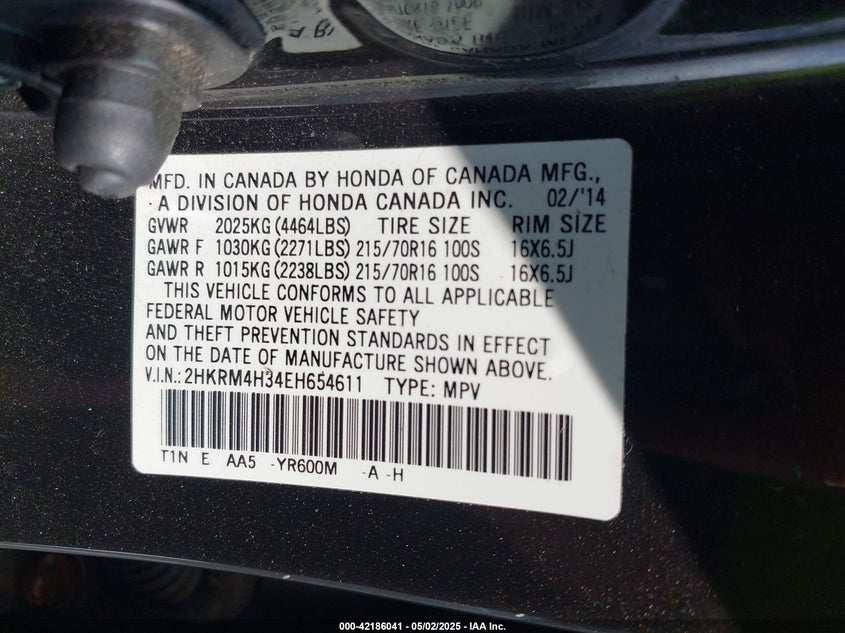 MFD. IN CANADA BY HONDA OF CANADA MFG.,
A DIVISION OF HONDA CANADA INC. 02/'14
GVWR 2025KG (4464LBS) TIRE SIZE RIM SIZE
GAWR F 1030KG (2271LBS) 215/70R16 100S 16X6.5J
GAWR R 1015KG (2238LBS) 215/70R16 100S 16X6.5J
THIS VEHICLE CONFORMS TO ALL APPLICABLE
FEDERAL MOTOR VEHICLE SAFETY
AND THEFT PREVENTION STANDARDS IN EFFECT
ON THE DATE OF MANUFACTURE SHOWN ABOVE.
V.I.N.: 2HKRM4H34EH654611 TYPE: MPV
T1N E AA5 -YR600M -A -H
000-42186041 - 05/02/2025 - IAA Inc.